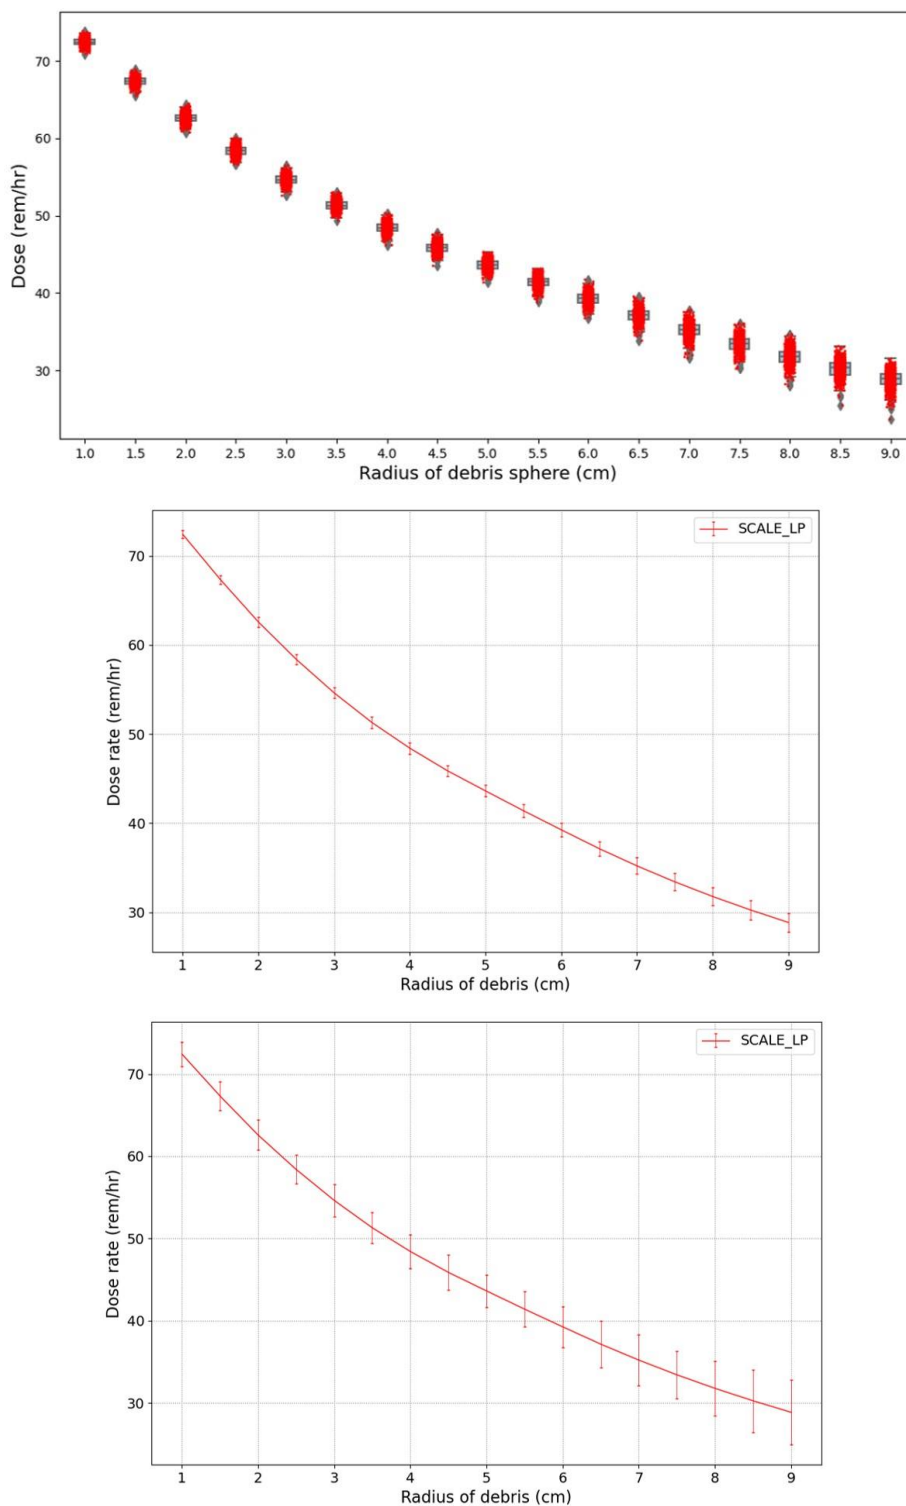 70
60
50
40
30
Dose (rem/hr)
1.0 1.5 2.0 2.5 3.0 3.5 4.0 4.5 5.0 5.5 6.0 6.5 7.0 7.5 8.0 8.5 9.0
Radius of debris sphere (cm)
SCALE_LP
70
60
50
40
30
Dose rate (rem/hr)
1 2 3 4 5 6 7 8 9
Radius of debris (cm)
SCALE_LP
70
60
50
40
30
Dose rate (rem/hr)
1 2 3 4 5 6 7 8 9
Radius of debris (cm)